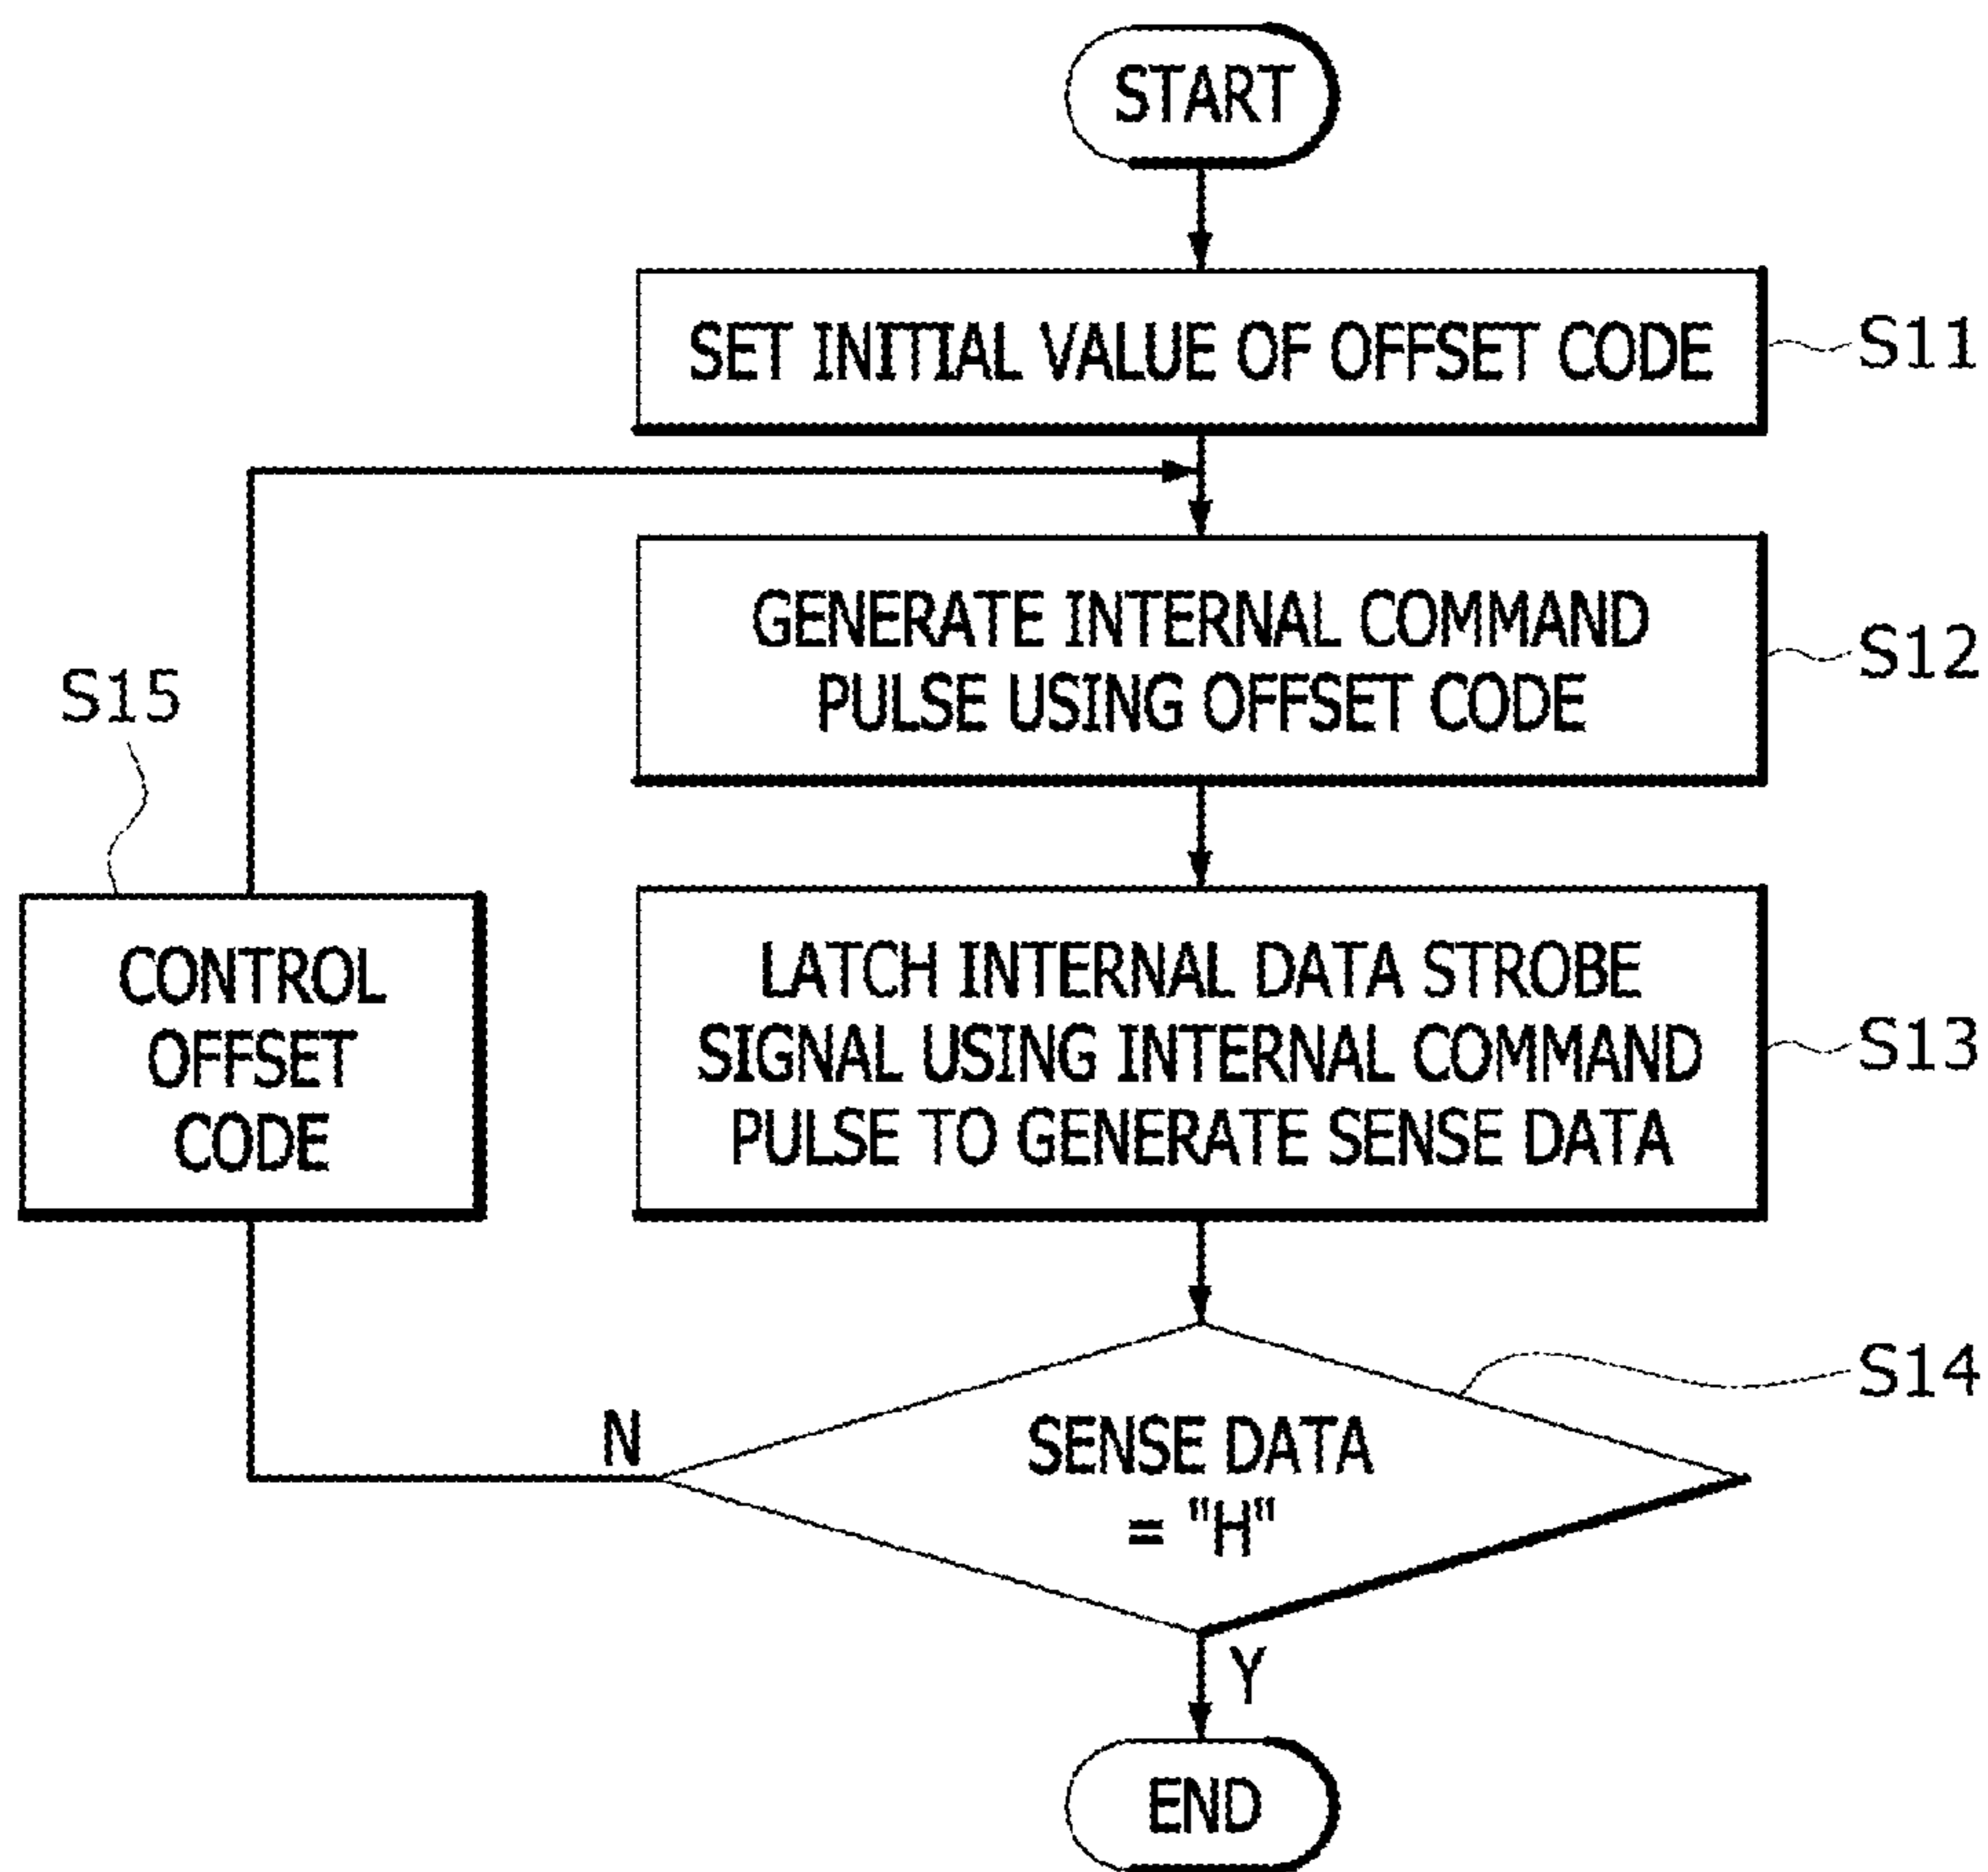 START
SET INITIAL VALUE OF OFFSET CODE
S11
GENERATE INTERNAL COMMAND
PULSE USING OFFSET CODE
S12
S15
CONTROL
OFFSET
CODE
LATCH INTERNAL DATA STROBE
SIGNAL USING INTERNAL COMMAND
PULSE TO GENERATE SENSE DATA
S13
S14
N
SENSE DATA
= "H"
Y
END